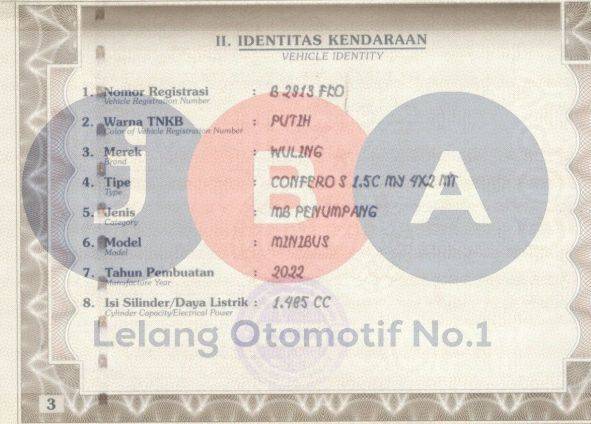 II. IDENTITAS KENDARAAN
VEHICLE IDENTITY
1. Nomor Registrasi : B 2913 FKO
Vehicle Registration Number
2. Warna TNKB : PUTIH
Color of Vehicle Registration Number
3. Merek : WULING
Brand
4. Tipe : CONFERO S 1.5C MY 4X2 MT
Type
5. Jenis : MB PENUMPANG
Category
6. Model : MINIBUS
Model
7. Tahun Pembuatan : 2022
Manufacture Year
8. Isi Silinder/Daya Listrik : 1.485 CC
Cylinder Capacity/Electrical Power
JBA
Lelang Otomotif No.1
3